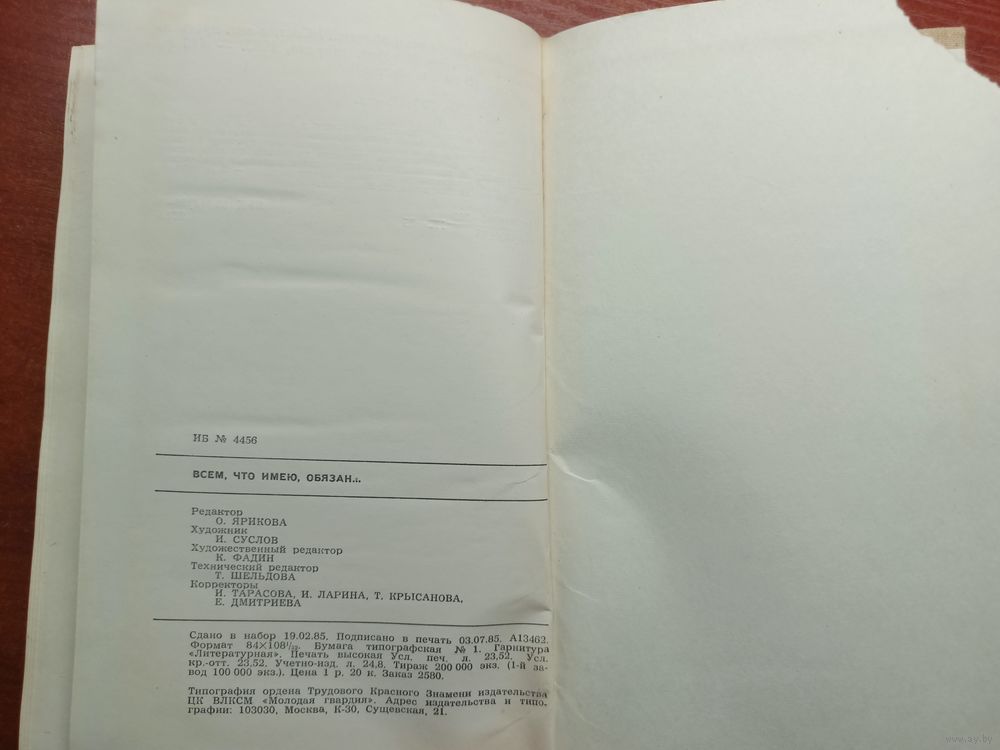 ИБ № 4456
ВСЕМ, ЧТО ИМЕЮ, ОБЯЗАН...
Редактор
О. ЯРИКОВА
Художник
И. СУСЛОВ
Художественный редактор
К. ФАДИН
Технический редактор
Т. ШЕЛЬДОВА
Корректоры
И. ТАРАСОВА, И. ЛАРИНА, Т. КРЫСАНОВА,
Е. ДМИТРИЕВА
Сдано в набор 19.02.85. Подписано в печать 03.07.85. А13462.
Формат 84×108¹/₃₂. Бумага типографская № 1. Гарнитура
«Литературная». Печать высокая Усл. печ. л. 23,52. Усл.
кр.-отт. 23,52. Учетно-изд. л. 24,8. Тираж 200 000 экз. (1-й за-
вод 100 000 экз.). Цена 1 р. 20 к. Заказ 2580.
Типография ордена Трудового Красного Знамени издательства
ЦК ВЛКСМ «Молодая гвардия». Адрес издательства и типо-
графии: 103030, Москва, К-30, Сущевская, 21.
www.ay.by